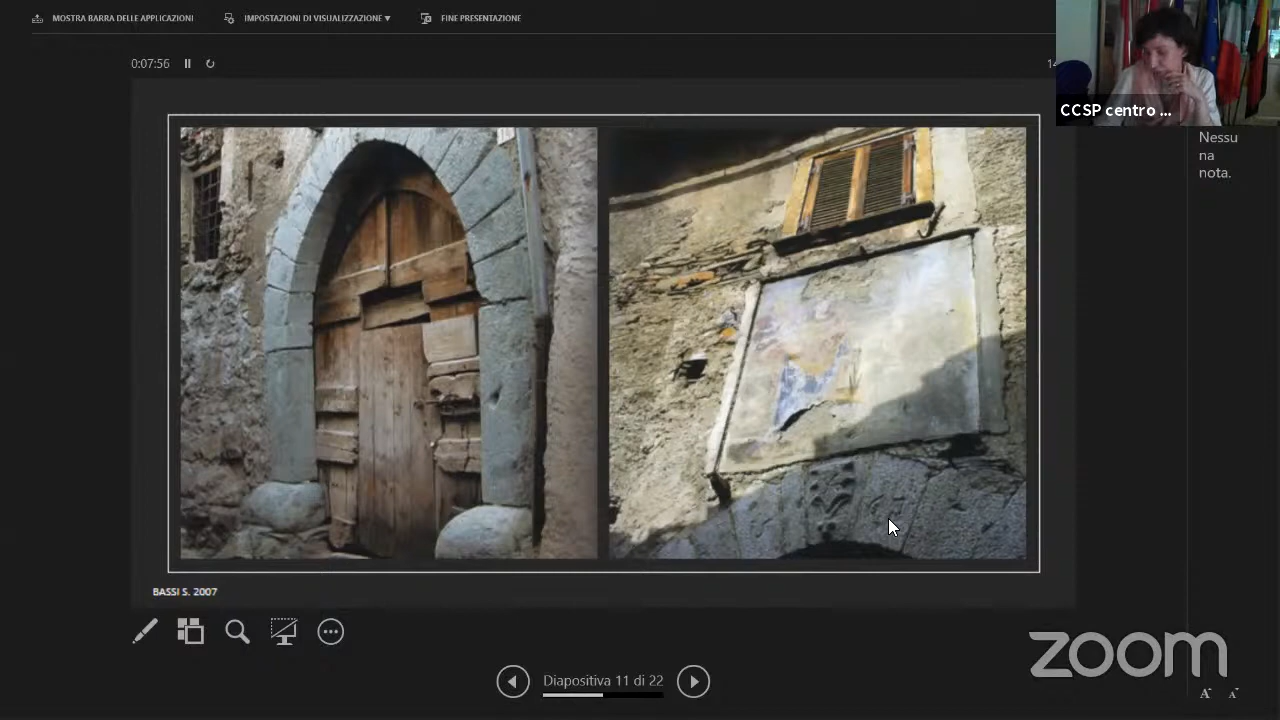 MOSTRA BARRA DELLE APPLICAZIONI
IMPOSTAZIONI DI VISUALIZZAZIONE ▼
FINE PRESENTAZIONE
0:07:56
14
CCSP centro ...
Nessu
na
nota.
BASSI S. 2007
Diapositiva 11 di 22
zoom
A A